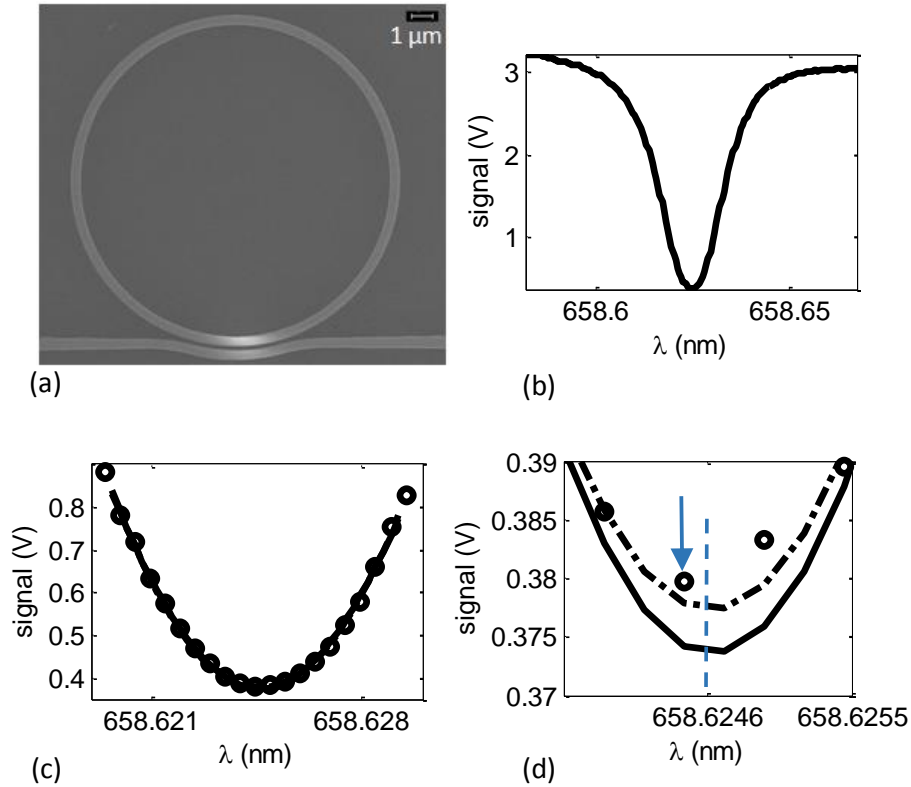 1 μm
(a)
3
2
1
signal (V)
658.6
658.65
λ (nm)
(b)
0.8
0.7
0.6
0.5
0.4
signal (V)
658.621
658.628
λ (nm)
(c)
0.39
0.385
0.38
0.375
0.37
signal (V)
658.6246
658.6255
λ (nm)
(d)